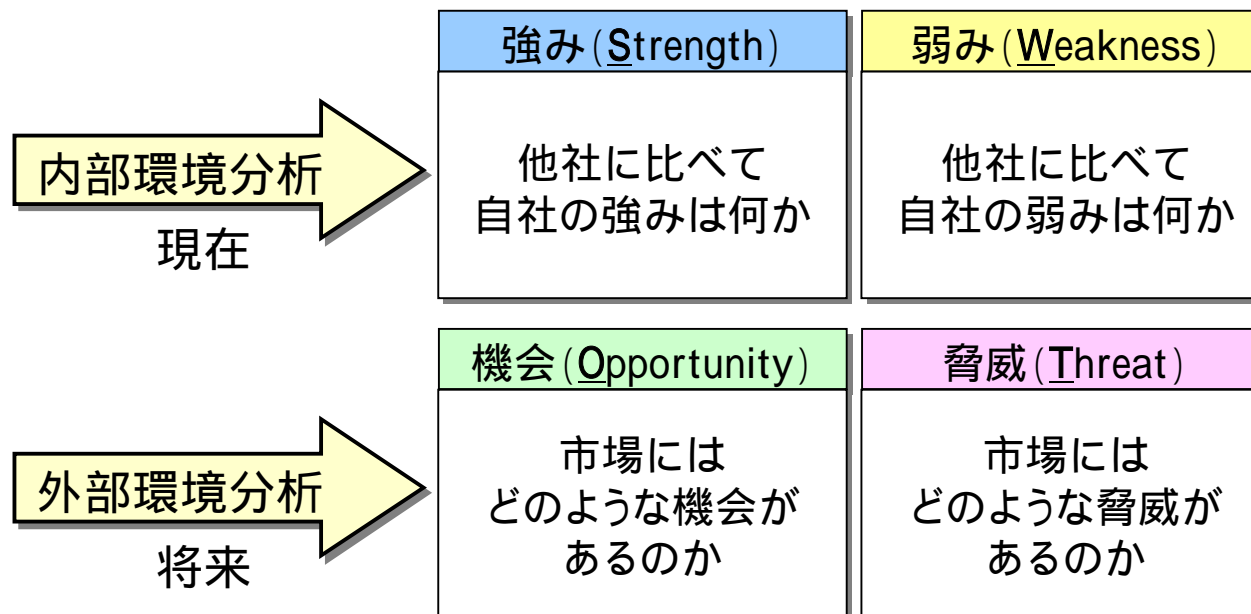 強み(Strength)
弱み(Weakness)
内部環境分析
現在
他社に比べて
自社の強みは何か
他社に比べて
自社の弱みは何か
機会(Opportunity)
脅威(Threat)
外部環境分析
将来
市場には
どのような機会が
あるのか
市場には
どのような脅威が
あるのか